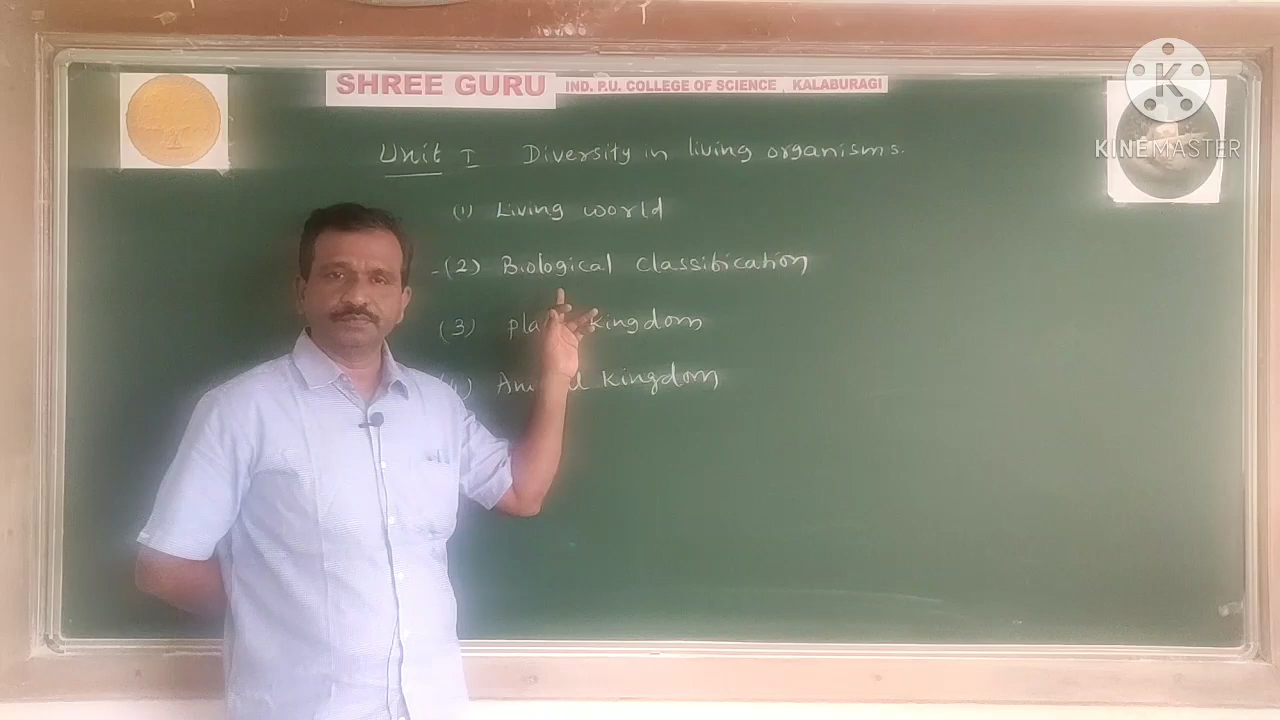 SHREE GURU IND. P.U. COLLEGE OF SCIENCE, KALABURAGI
KINEMASTER
Unit I Diversity in living organisms.
(1) Living world
(2) Biological classification
(3) kingdom
kingdom